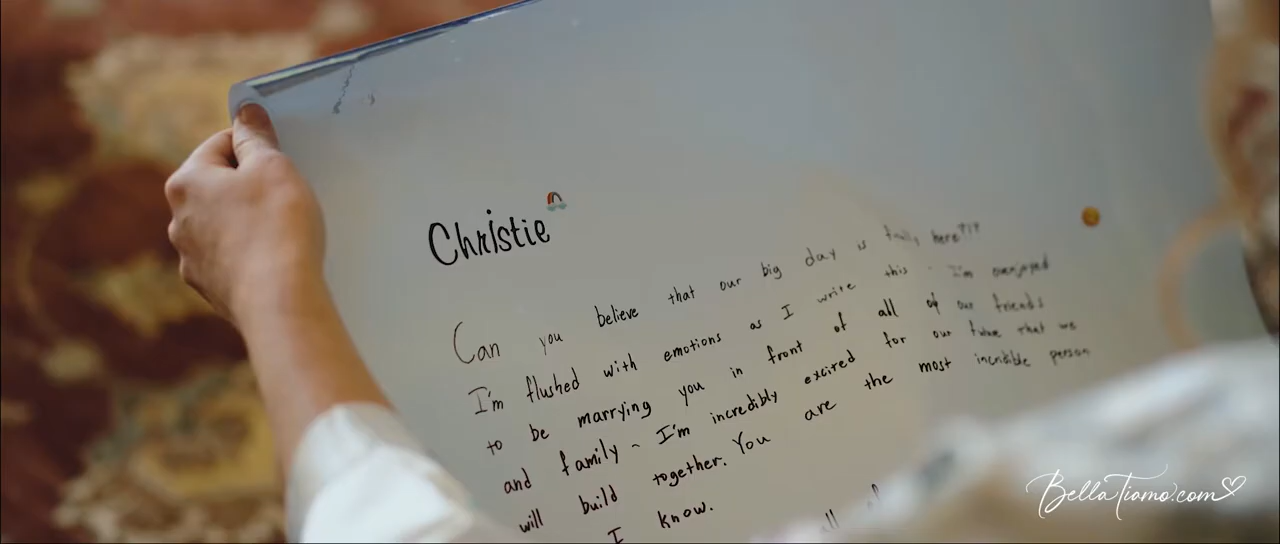 Christie
Can you believe that our big day is finally here?!?
I'm flushed with emotions as I write this - I'm overjoyed
to be marrying you in front of all of our friends
and family ~ I'm incredibly excited for our future that we
will build together. You are the most incredible person
I know.
BellaTiamo.com